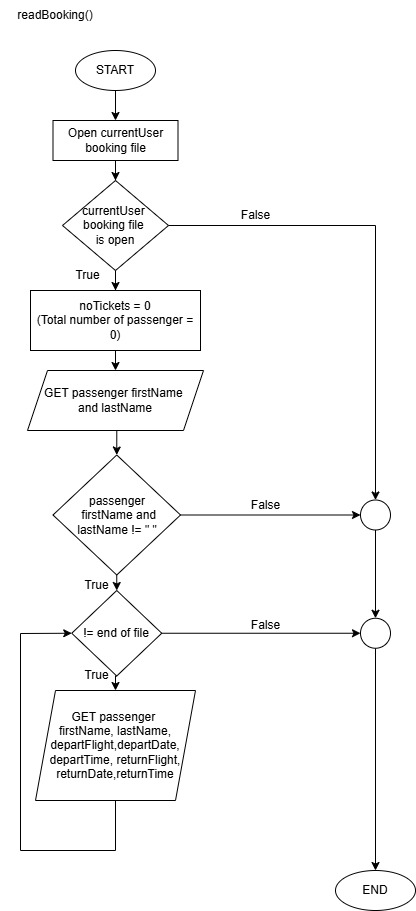 readBooking()
START
Open currentUser
booking file
currentUser
booking file
is open
False
True
noTickets = 0
(Total number of passenger =
0)
GET passenger firstName
and lastName
passenger
firstName and
lastName != " "
False
True
!= end of file
False
True
GET passenger
firstName, lastName,
departFlight,departDate,
departTime, returnFlight,
returnDate,returnTime
END